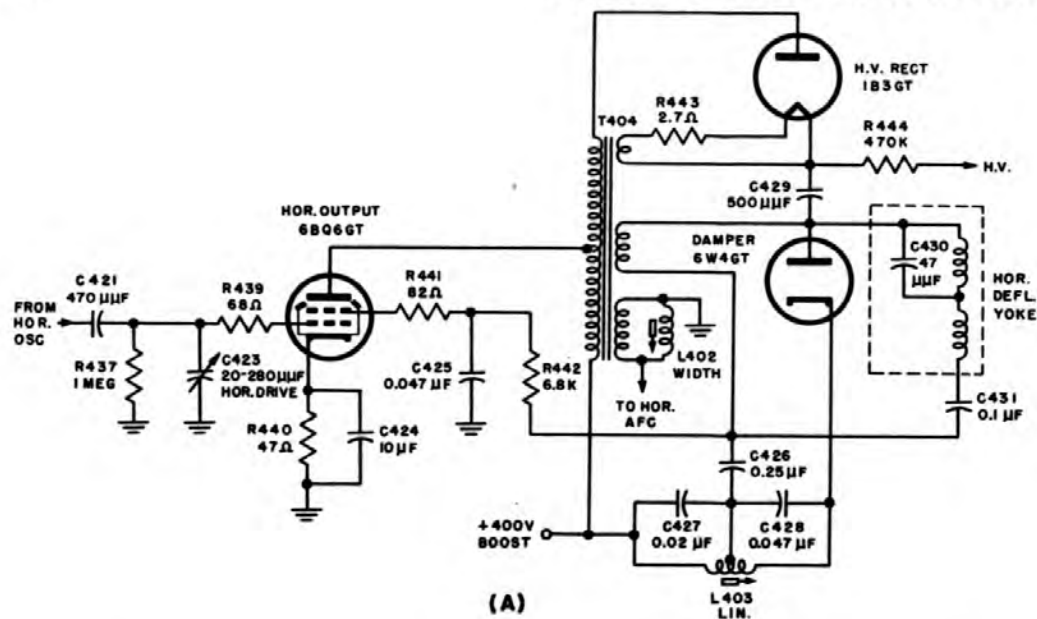 H.V. RECT
1B3GT
R443
2.7Ω
T404
R444
470K
H.V.
C429
500µµF
HOR. OUTPUT
6BQ6GT
DAMPER
6W4GT
C430
47
µµF
HOR.
DEFL.
YOKE
C421
470µµF
FROM
HOR.
OSC
R439
68Ω
R441
82Ω
R437
1 MEG
C423
20-280µµF
HOR. DRIVE
C425
0.047µF
R442
6.8K
L402
WIDTH
TO HOR.
AFC
C431
0.1µF
R440
47Ω
C424
10µF
C426
0.25µF
+400V
BOOST
C427
0.02µF
C428
0.047µF
L403
LIN.
(A)